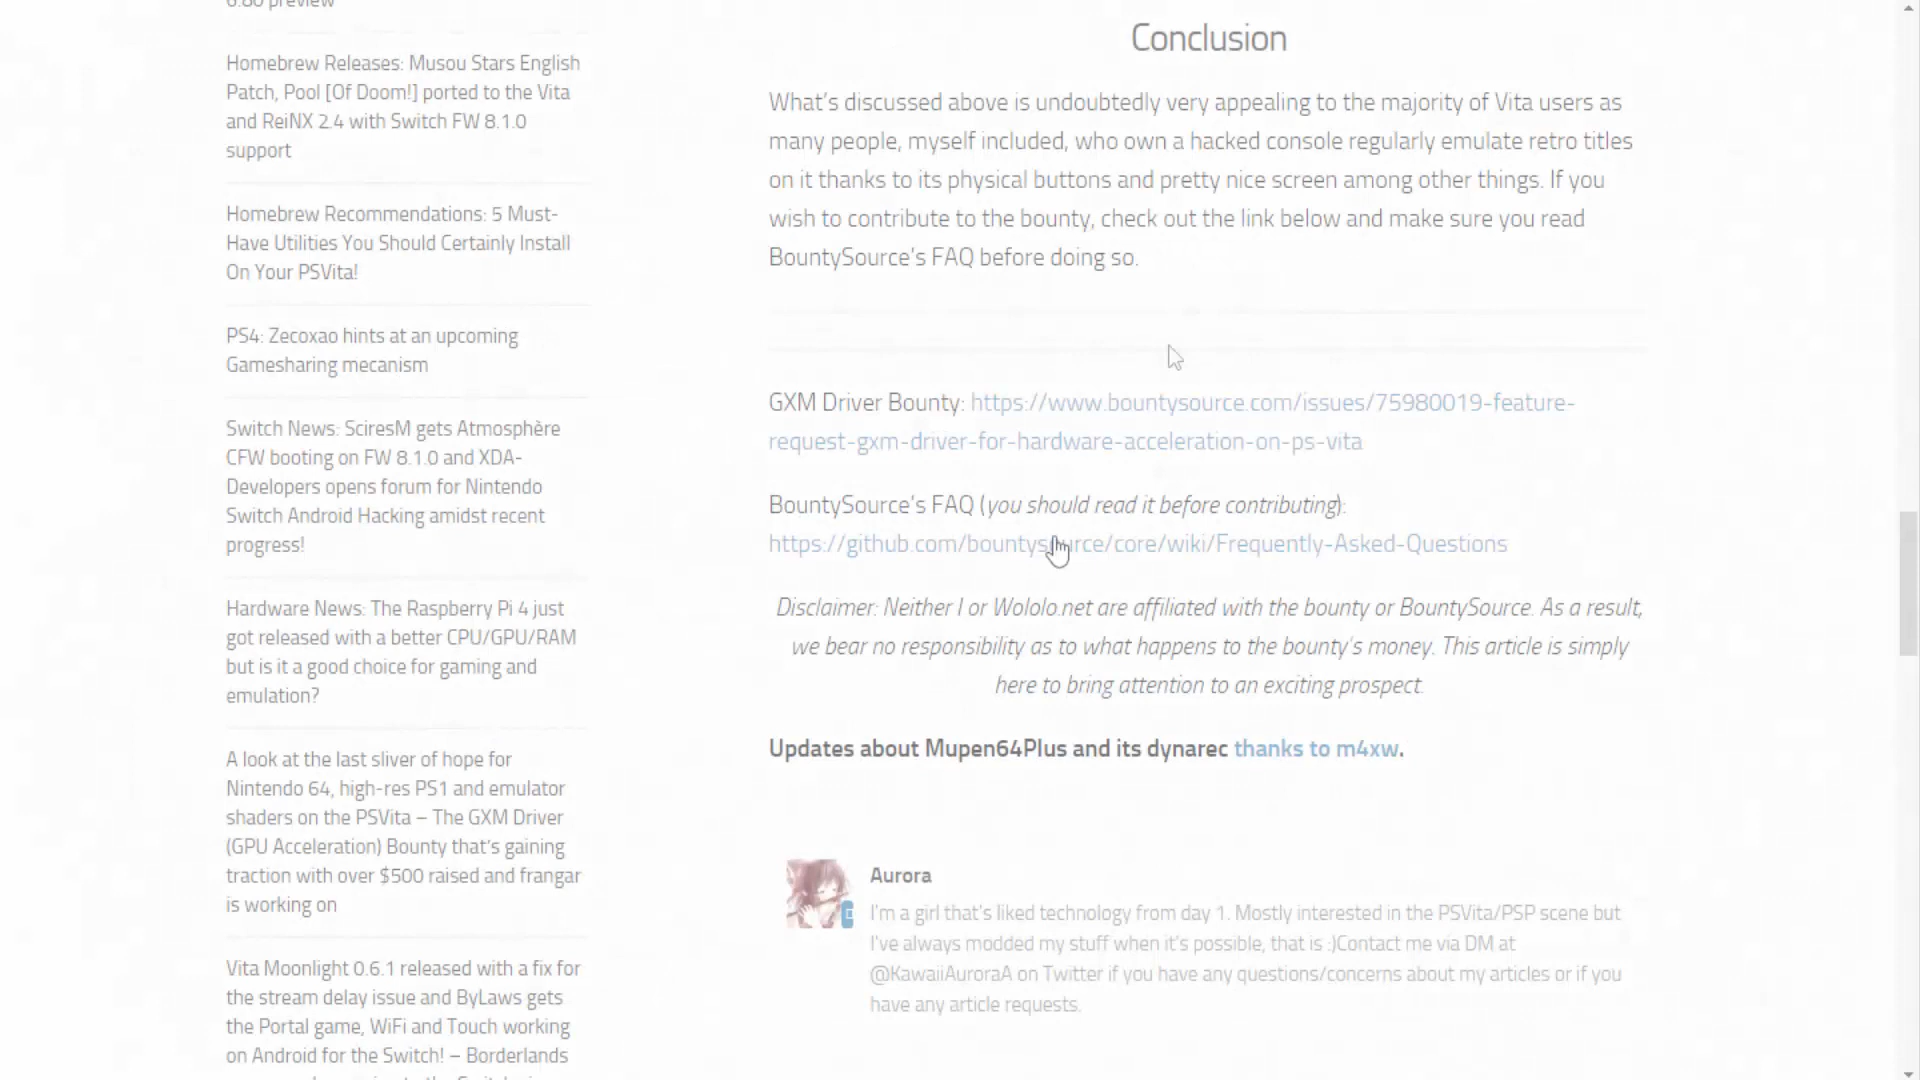 6.80 preview
Homebrew Releases: Musou Stars English
Patch, Pool [Of Doom!] ported to the Vita
and ReiNX 2.4 with Switch FW 8.1.0
support
Homebrew Recommendations: 5 Must-
Have Utilities You Should Certainly Install
On Your PSVita!
PS4: Zecoxao hints at an upcoming
Gamesharing mecanism
Switch News: SciresM gets Atmosphère
CFW booting on FW 8.1.0 and XDA-
Developers opens forum for Nintendo
Switch Android Hacking amidst recent
progress!
Hardware News: The Raspberry Pi 4 just
got released with a better CPU/GPU/RAM
but is it a good choice for gaming and
emulation?
A look at the last sliver of hope for
Nintendo 64, high-res PS1 and emulator
shaders on the PSVita – The GXM Driver
(GPU Acceleration) Bounty that's gaining
traction with over $500 raised and frangar
is working on
Vita Moonlight 0.6.1 released with a fix for
the stream delay issue and ByLaws gets
the Portal game, WiFi and Touch working
on Android for the Switch! – Borderlands
Conclusion
What's discussed above is undoubtedly very appealing to the majority of Vita users as
many people, myself included, who own a hacked console regularly emulate retro titles
on it thanks to its physical buttons and pretty nice screen among other things. If you
wish to contribute to the bounty, check out the link below and make sure you read
BountySource's FAQ before doing so.
GXM Driver Bounty: https://www.bountysource.com/issues/75980019-feature-
request-gxm-driver-for-hardware-acceleration-on-ps-vita
BountySource's FAQ (you should read it before contributing):
https://github.com/bountysource/core/wiki/Frequently-Asked-Questions
Disclaimer: Neither I or Wololo.net are affiliated with the bounty or BountySource. As a result,
we bear no responsibility as to what happens to the bounty's money. This article is simply
here to bring attention to an exciting prospect.
Updates about Mupen64Plus and its dynarec thanks to m4xw.
Aurora
I'm a girl that's liked technology from day 1. Mostly interested in the PSVita/PSP scene but
I've always modded my stuff when it's possible, that is :)Contact me via DM at
@KawaiiAuroraA on Twitter if you have any questions/concerns about my articles or if you
have any article requests.